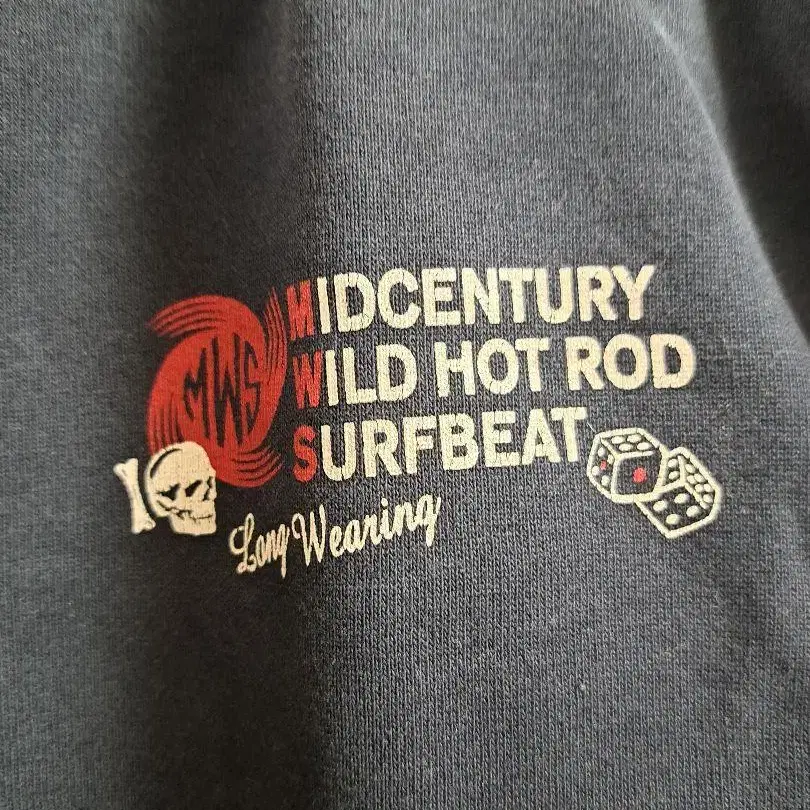 MWS
MIDCENTURY
WILD HOT ROD
SURFBEAT
Long Wearing